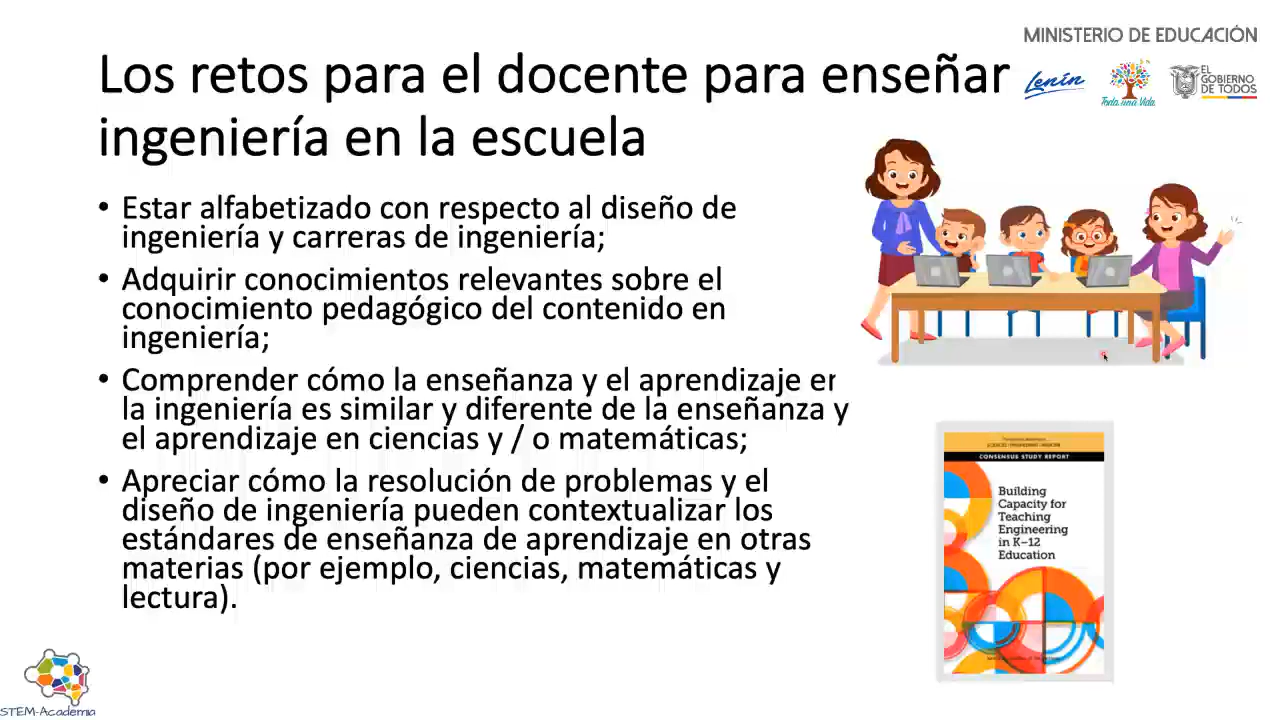 MINISTERIO DE EDUCACIÓN
Los retos para el docente para enseñar
ingeniería en la escuela
Lenín
Toda una Vida
EL
GOBIERNO
DE TODOS
• Estar alfabetizado con respecto al diseño de
ingeniería y carreras de ingeniería;
• Adquirir conocimientos relevantes sobre el
conocimiento pedagógico del contenido en
ingeniería;
• Comprender cómo la enseñanza y el aprendizaje en
la ingeniería es similar y diferente de la enseñanza y
el aprendizaje en ciencias y / o matemáticas;
• Apreciar cómo la resolución de problemas y el
diseño de ingeniería pueden contextualizar los
estándares de enseñanza de aprendizaje en otras
materias (por ejemplo, ciencias, matemáticas y
lectura).
CONSENSUS STUDY REPORT
Building
Capacity for
Teaching
Engineering
in K–12
Education
STEM-Academia